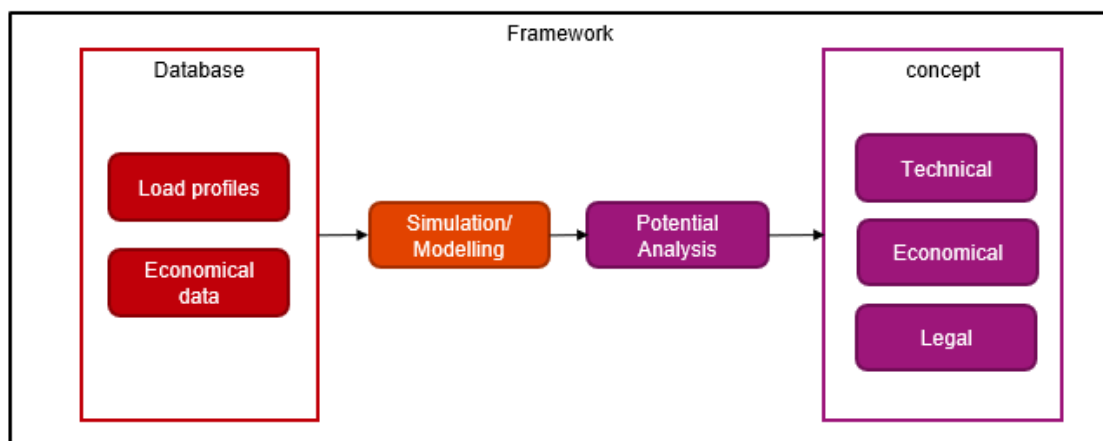 Framework
Database
Load profiles
Economical
data
Simulation/
Modelling
Potential
Analysis
concept
Technical
Economical
Legal